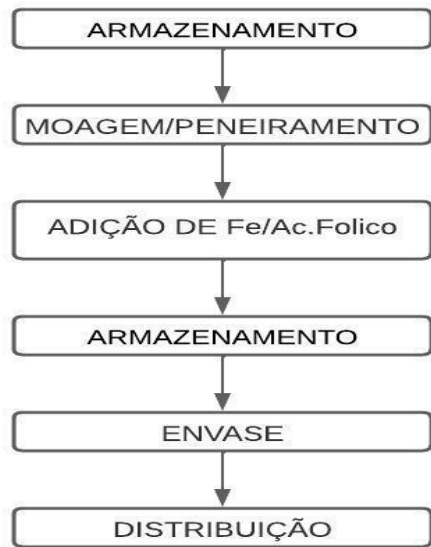 ARMAZENAMENTO
MOAGEM/PENEIRAMENTO
ADIÇÃO DE Fe/Ac.Folico
ARMAZENAMENTO
ENVASE
DISTRIBUIÇÃO